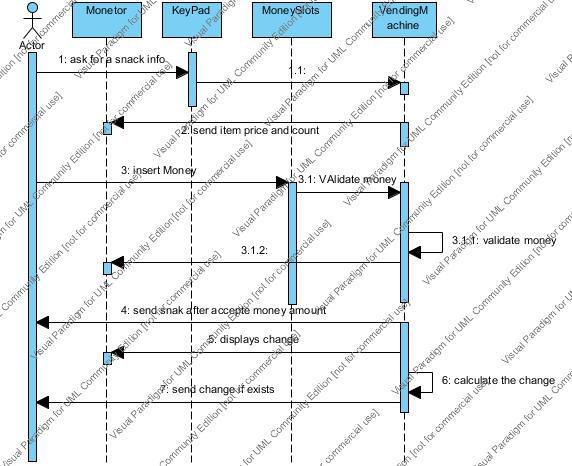 Monetor
KeyPad
MoneySlots
VendingM
achine
Actor
1: ask for a snack info
1.1:
2: send item price and count
3: insert Money
3.1: VAlidate money
3.1.1: validate money
3.1.2:
4: send snak after accepte money amount
5: displays change
6: calculate the change
7: send change if exists
Visual Paradigm for UML Community Edition [not for commercial use]